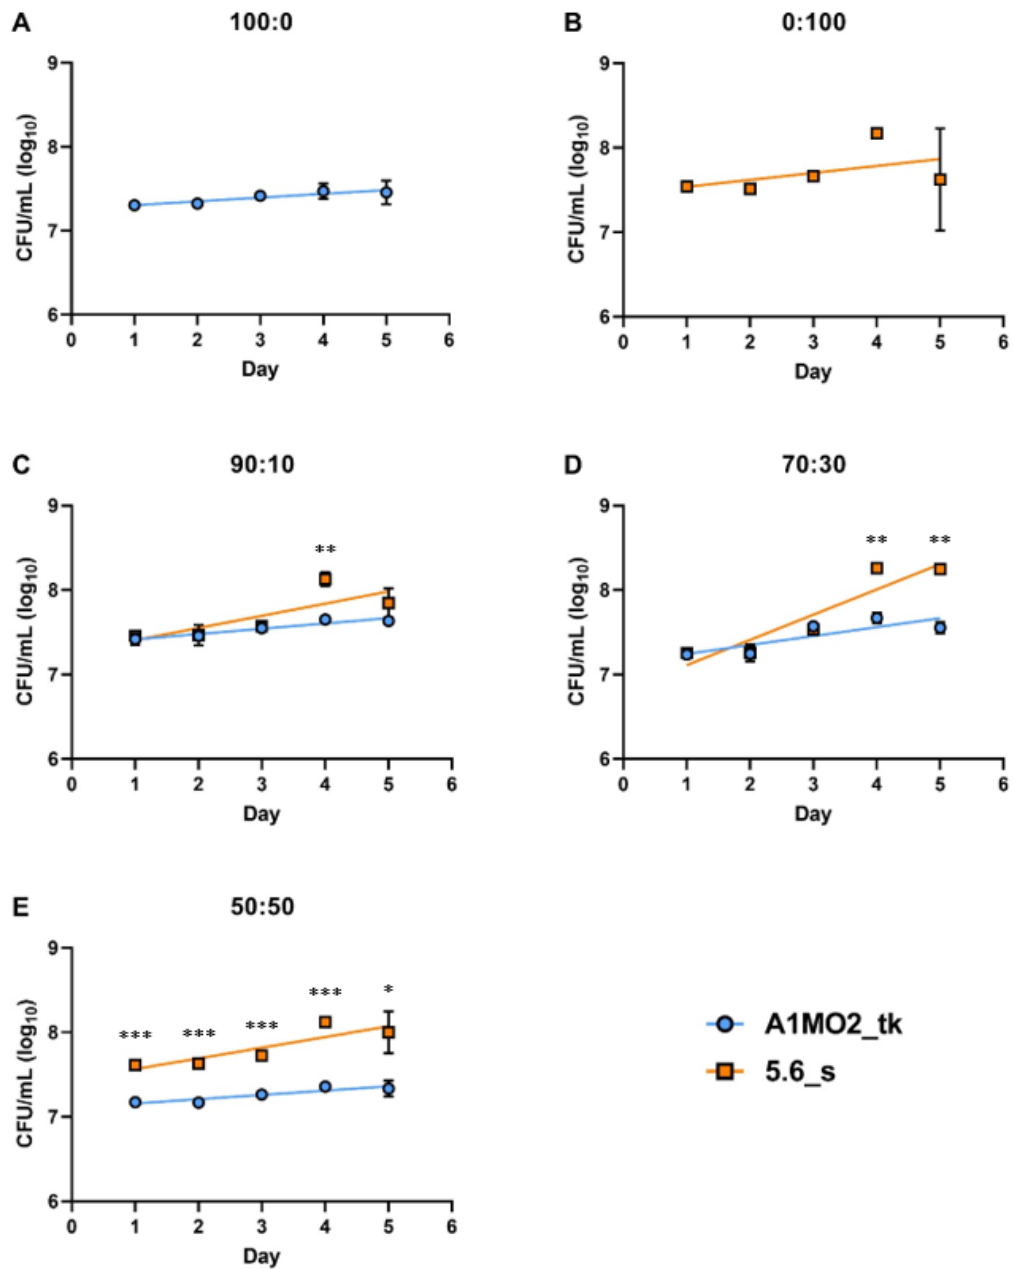 A
100:0
9
8
7
6
CFU/mL (log10)
0 1 2 3 4 5 6
Day
B
0:100
9
8
7
6
CFU/mL (log10)
0 1 2 3 4 5 6
Day
C
90:10
9
8
7
6
CFU/mL (log10)
**
0 1 2 3 4 5 6
Day
D
70:30
9
8
7
6
CFU/mL (log10)
** **
0 1 2 3 4 5 6
Day
E
50:50
9
8
7
6
CFU/mL (log10)
*** *** *** *** *
0 1 2 3 4 5 6
Day
A1MO2_tk
5.6_s